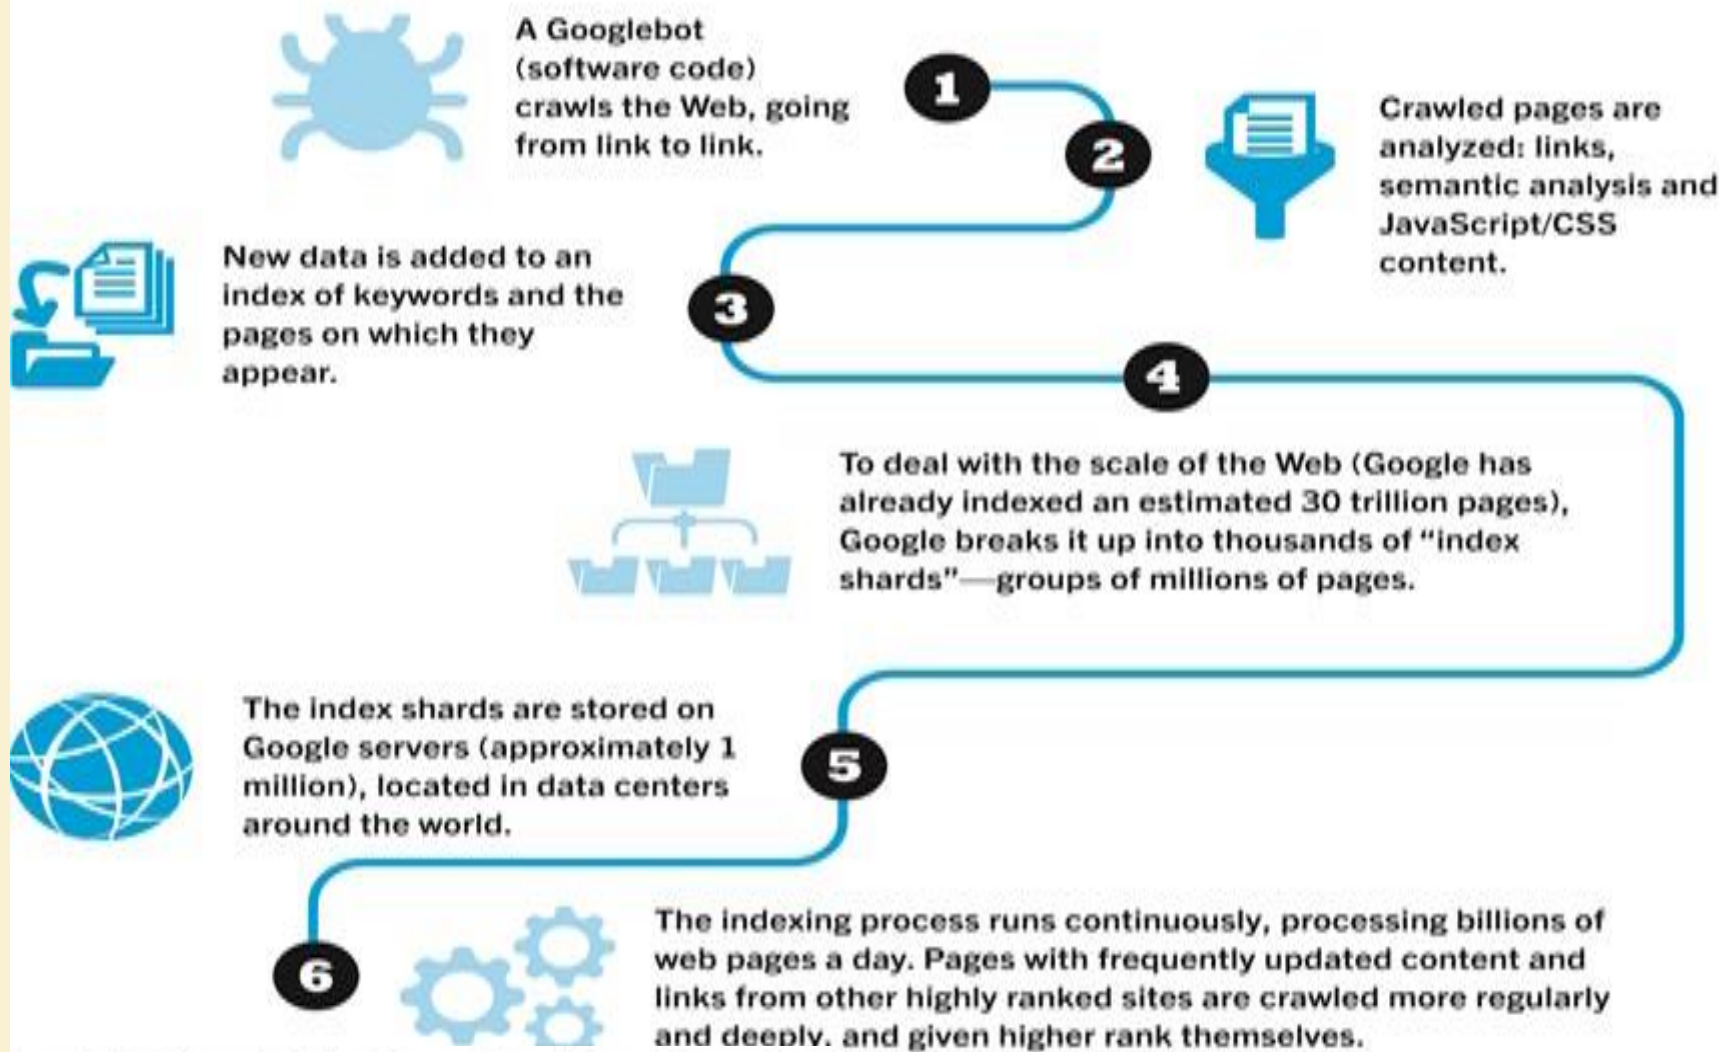 A Googlebot
(software code)
crawls the Web, going
from link to link.
1
2
Crawled pages are
analyzed: links,
semantic analysis and
JavaScript/CSS
content.
New data is added to an
index of keywords and the
pages on which they
appear.
3
4
To deal with the scale of the Web (Google has
already indexed an estimated 30 trillion pages),
Google breaks it up into thousands of “index
shards”—groups of millions of pages.
The index shards are stored on
Google servers (approximately 1
million), located in data centers
around the world.
5
6
The indexing process runs continuously, processing billions of
web pages a day. Pages with frequently updated content and
links from other highly ranked sites are crawled more regularly
and deeply, and given higher rank themselves.